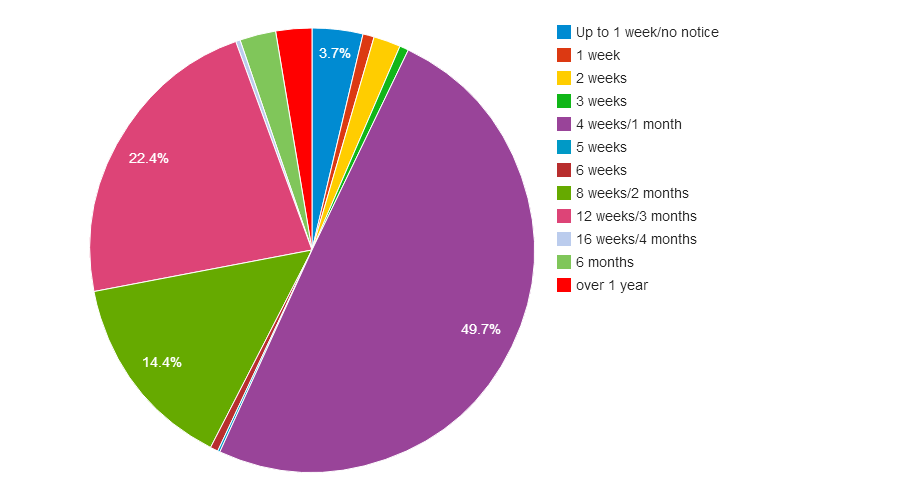 3.7%
22.4%
49.7%
14.4%
Up to 1 week/no notice
1 week
2 weeks
3 weeks
4 weeks/1 month
5 weeks
6 weeks
8 weeks/2 months
12 weeks/3 months
16 weeks/4 months
6 months
over 1 year